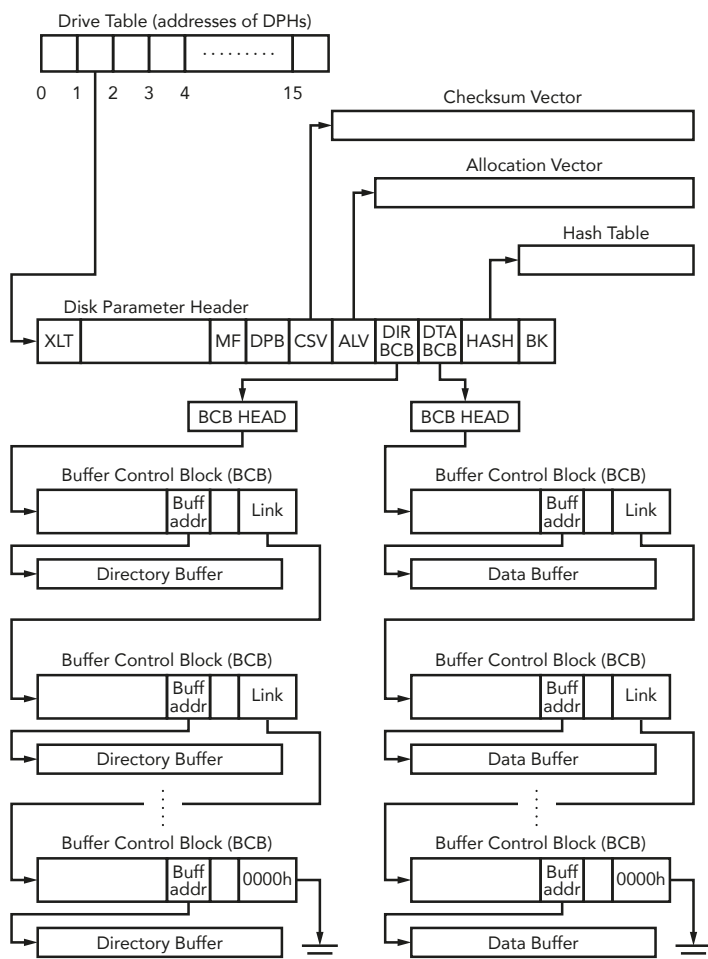 Drive Table (addresses of DPHs)
0 1 2 3 4 15
Checksum Vector
Allocation Vector
Hash Table
Disk Parameter Header
XLT MF DPB CSV ALV DIR BCB DTA BCB HASH BK
BCB HEAD BCB HEAD
Buffer Control Block (BCB) Buffer Control Block (BCB)
Buff addr Link Buff addr Link
Directory Buffer Data Buffer
Buffer Control Block (BCB) Buffer Control Block (BCB)
Buff addr Link Buff addr Link
Directory Buffer Data Buffer
Buffer Control Block (BCB) Buffer Control Block (BCB)
Buff addr 0000h Buff addr 0000h
Directory Buffer Data Buffer